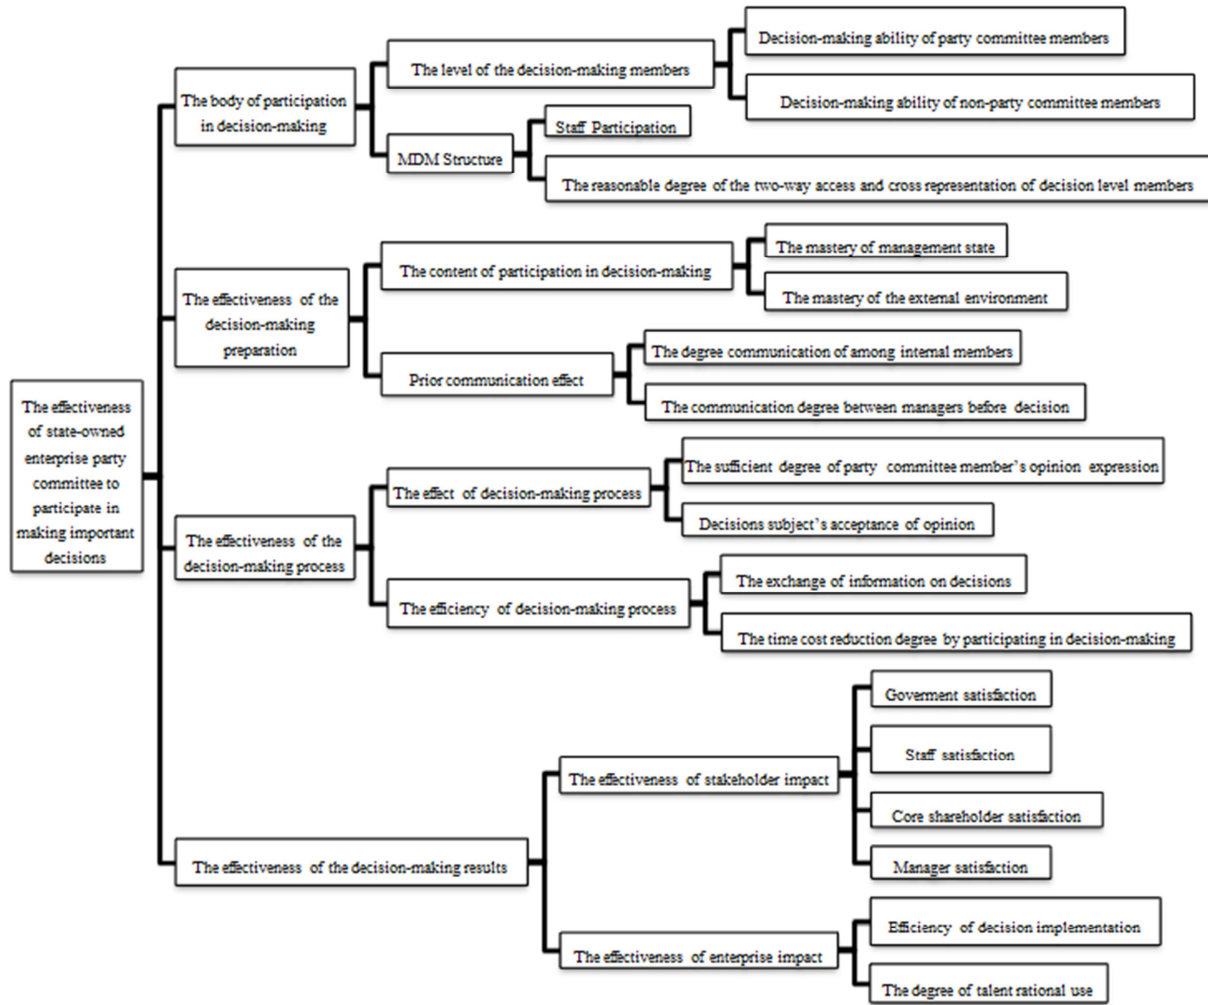 The effectiveness
of state-owned
enterprise party
committee to
participate in
making important
decisions
The body of participation
in decision-making
The level of the decision-making members
Decision-making ability of party committee members
Decision-making ability of non-party committee members
MDM Structure
Staff Participation
The reasonable degree of the two-way access and cross representation of decision level members
The effectiveness of the
decision-making
preparation
The content of participation in decision-making
The mastery of management state
The mastery of the external environment
Prior communication effect
The degree communication of among internal members
The communication degree between managers before decision
The effectiveness of the
decision-making process
The effect of decision-making process
The sufficient degree of party committee member's opinion expression
Decisions subject's acceptance of opinion
The efficiency of decision-making process
The exchange of information on decisions
The time cost reduction degree by participating in decision-making
The effectiveness of the decision-making results
The effectiveness of stakeholder impact
Goverment satisfaction
Staff satisfaction
Core shareholder satisfaction
Manager satisfaction
The effectiveness of enterprise impact
Efficiency of decision implementation
The degree of talent rational use